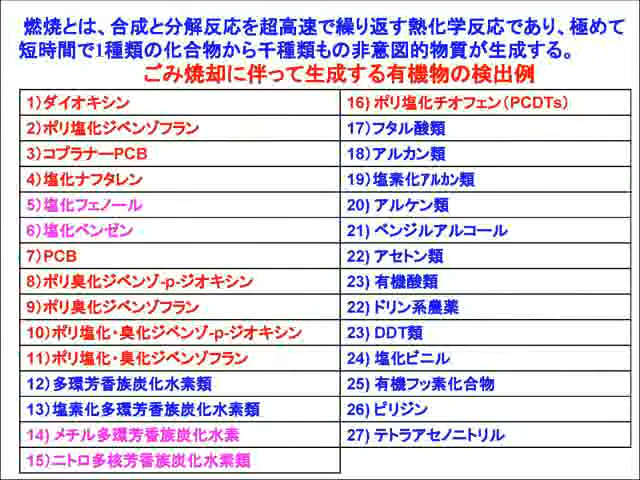 燃焼とは、合成と分解反応を超高速で繰り返す熱化学反応であり、極めて
短時間で1種類の化合物から千種類もの非意図的物質が生成する。
ごみ焼却に伴って生成する有機物の検出例
1）ダイオキシン
2）ポリ塩化ジベンゾフラン
3）コプラナーPCB
4）塩化ナフタレン
5）塩化フェノール
6）塩化ベンゼン
7）PCB
8）ポリ臭化ジベンゾ-p-ジオキシン
9）ポリ臭化ジベンゾフラン
10）ポリ塩化・臭化ジベンゾ-p-ジオキシン
11）ポリ塩化・臭化ジベンゾフラン
12）多環芳香族炭化水素類
13）塩素化多環芳香族炭化水素類
14）メチル多環芳香族炭化水素
15）ニトロ多核芳香族炭化水素類
16) ポリ塩化チオフェン（PCDTs）
17）フタル酸類
18）アルカン類
19）塩素化ｱﾙｶﾝ類
20) アルケン類
21) ベンジルアルコール
22) アセトン類
23) 有機酸類
22) ドリン系農薬
23) DDT類
24) 塩化ビニル
25) 有機フッ素化合物
26) ピリジン
27) テトラアセノニトリル